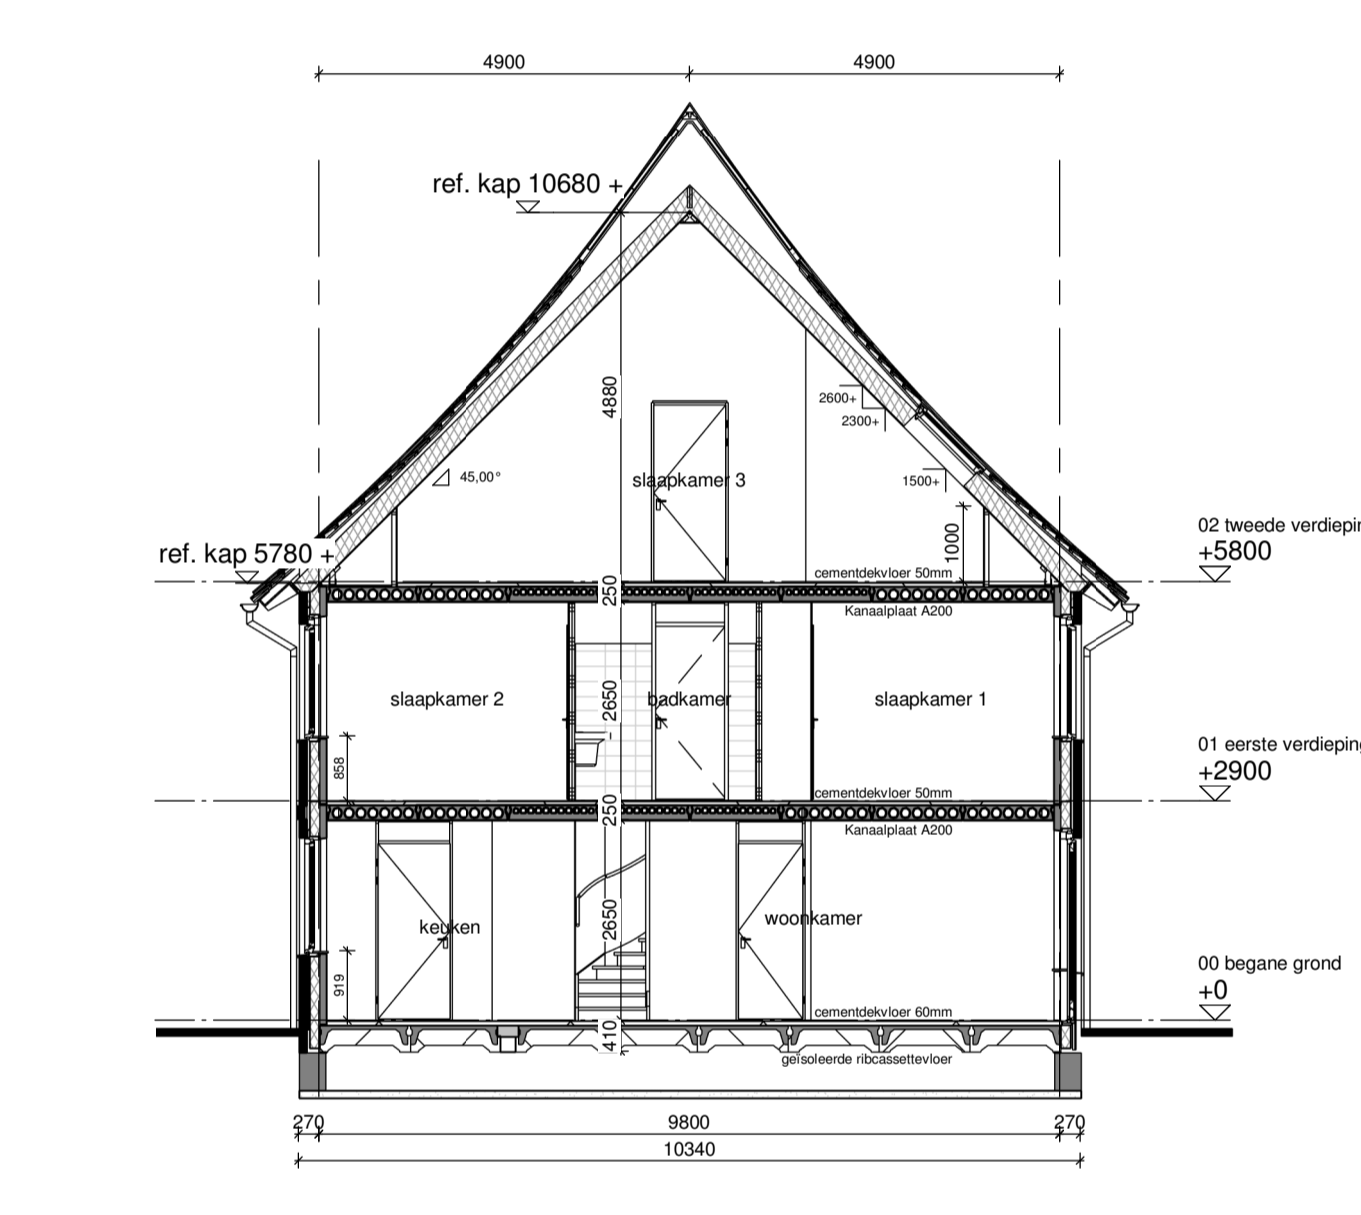 4900
4900
ref. kap 10680 +
4880
2600+
2300+
45,00°
slaapkamer 3
1500+
1000
ref. kap 5780 +
02 tweede verdiepin
+5800
cementdekvloer 50mm
250
Kanaalplaat A200
slaapkamer 2
2650
badkamer
slaapkamer 1
01 eerste verdieping
+2900
858
cementdekvloer 50mm
250
Kanaalplaat A200
keuken
2650
woonkamer
00 begane grond
+0
919
cementdekvloer 60mm
410
geïsoleerde ribcassettevloer
270
9800
270
10340